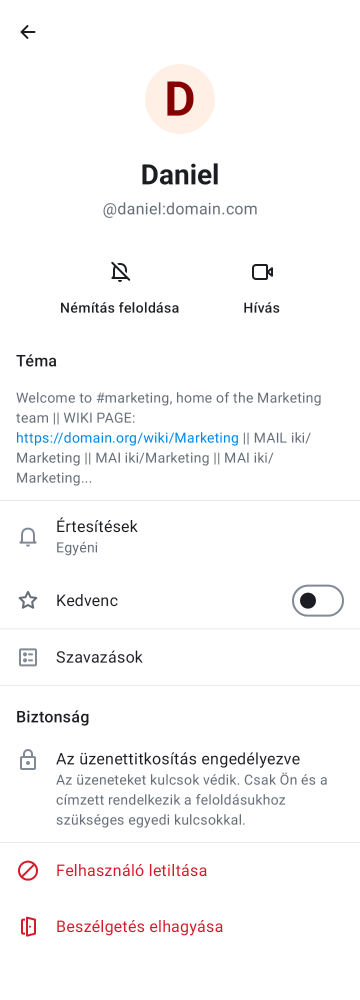 D
Daniel
@daniel:domain.com
Némítás feloldása
Hívás
Téma
Welcome to #marketing, home of the Marketing
team || WIKI PAGE:
https://domain.org/wiki/Marketing || MAIL iki/
Marketing || MAI iki/Marketing || MAI iki/
Marketing...
Értesítések
Egyéni
Kedvenc
Szavazások
Biztonság
Az üzenettitkosítás engedélyezve
Az üzeneteket kulcsok védik. Csak Ön és a
címzett rendelkezik a feloldásukhoz
szükséges egyedi kulcsokkal.
Felhasználó letiltása
Beszélgetés elhagyása